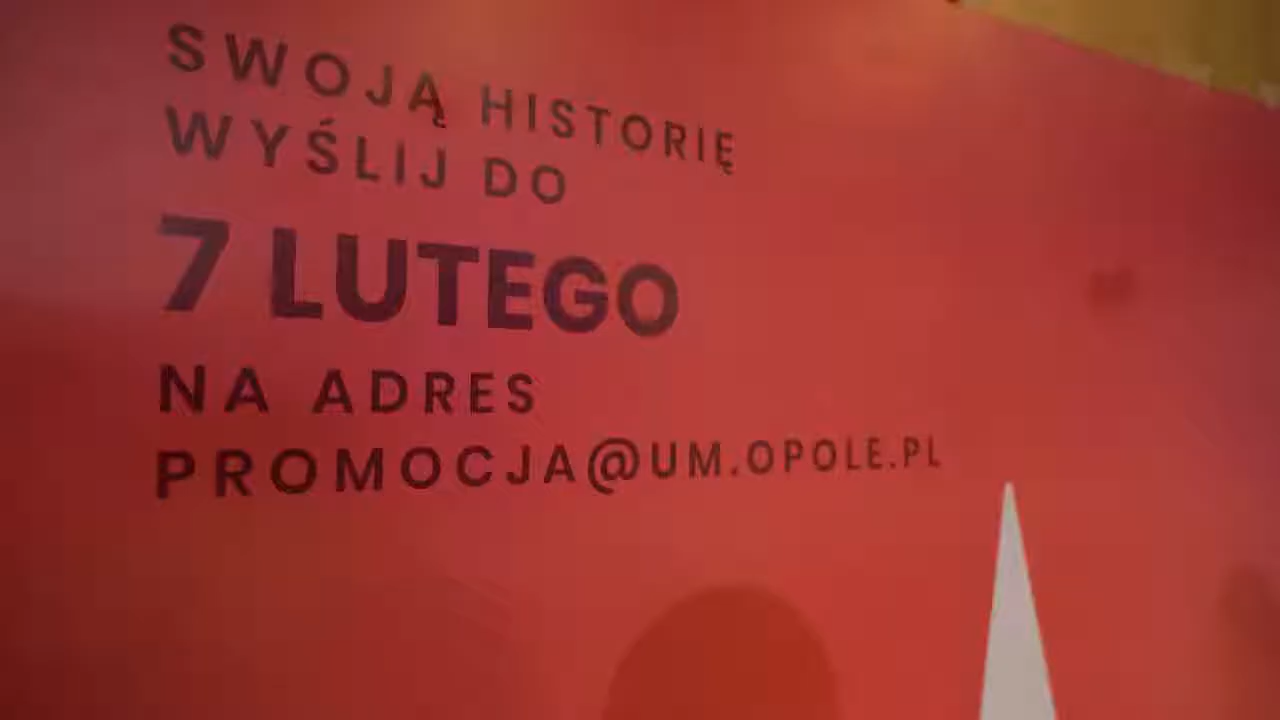 SWOJĄ HISTORIĘ
WYŚLIJ DO
7 LUTEGO
NA ADRES
PROMOCJA@UM.OPOLE.PL